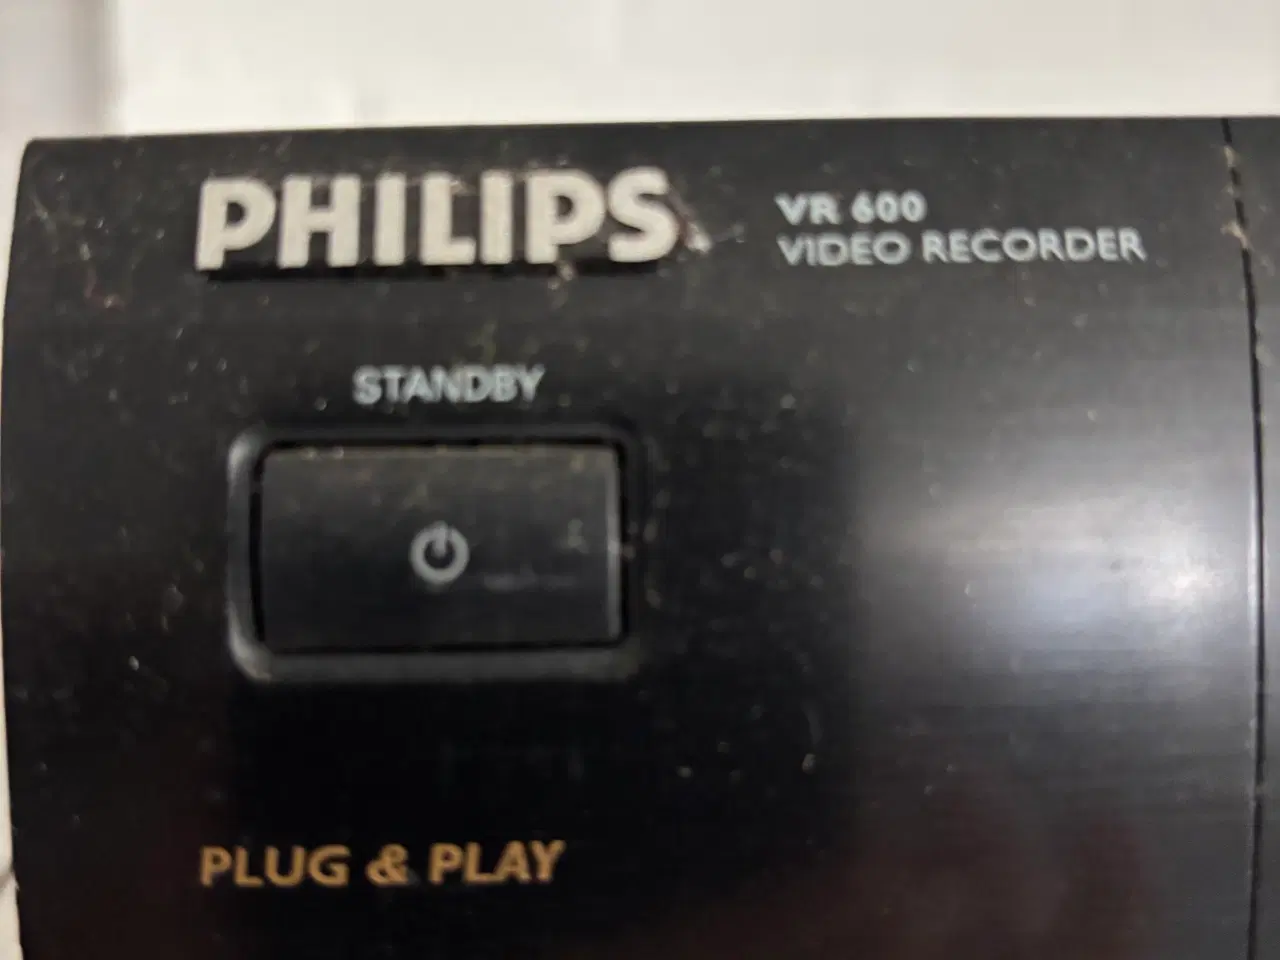 PHILIPS
VR 600
VIDEO RECORDER
STANDBY
PLUG & PLAY